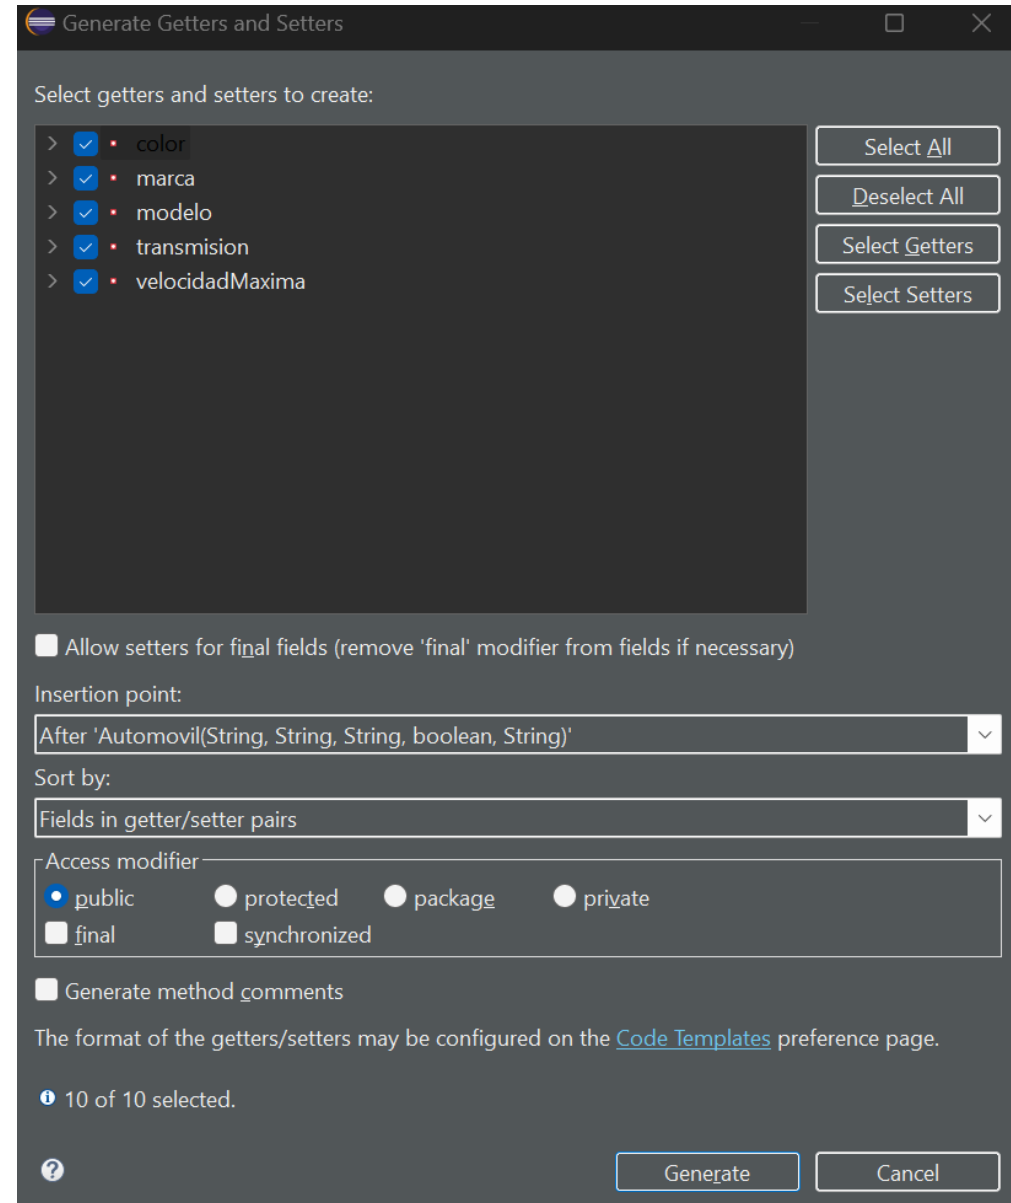 Generate Getters and Setters
Select getters and setters to create:
color
marca
modelo
transmision
velocidadMaxima
Select All
Deselect All
Select Getters
Select Setters
Allow setters for final fields (remove 'final' modifier from fields if necessary)
Insertion point:
After 'Automovil(String, String, String, boolean, String)'
Sort by:
Fields in getter/setter pairs
Access modifier
public protected package private
final synchronized
Generate method comments
The format of the getters/setters may be configured on the Code Templates preference page.
10 of 10 selected.
Generate Cancel